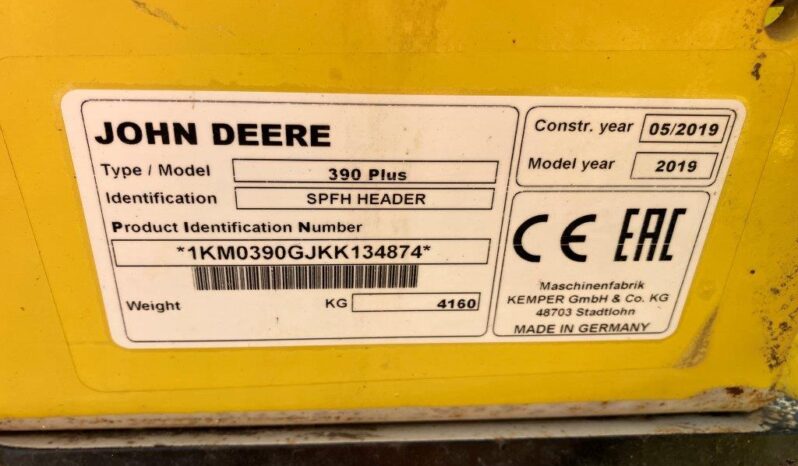 JOHN DEERE
Type / Model 390 Plus
Identification SPFH HEADER
Product Identification Number
*1KM0390GJKK134874*
Weight KG 4160
Constr. year 05/2019
Model year 2019
CE EAC
Maschinenfabrik
KEMPER GmbH & Co. KG
48703 Stadtlohn
MADE IN GERMANY